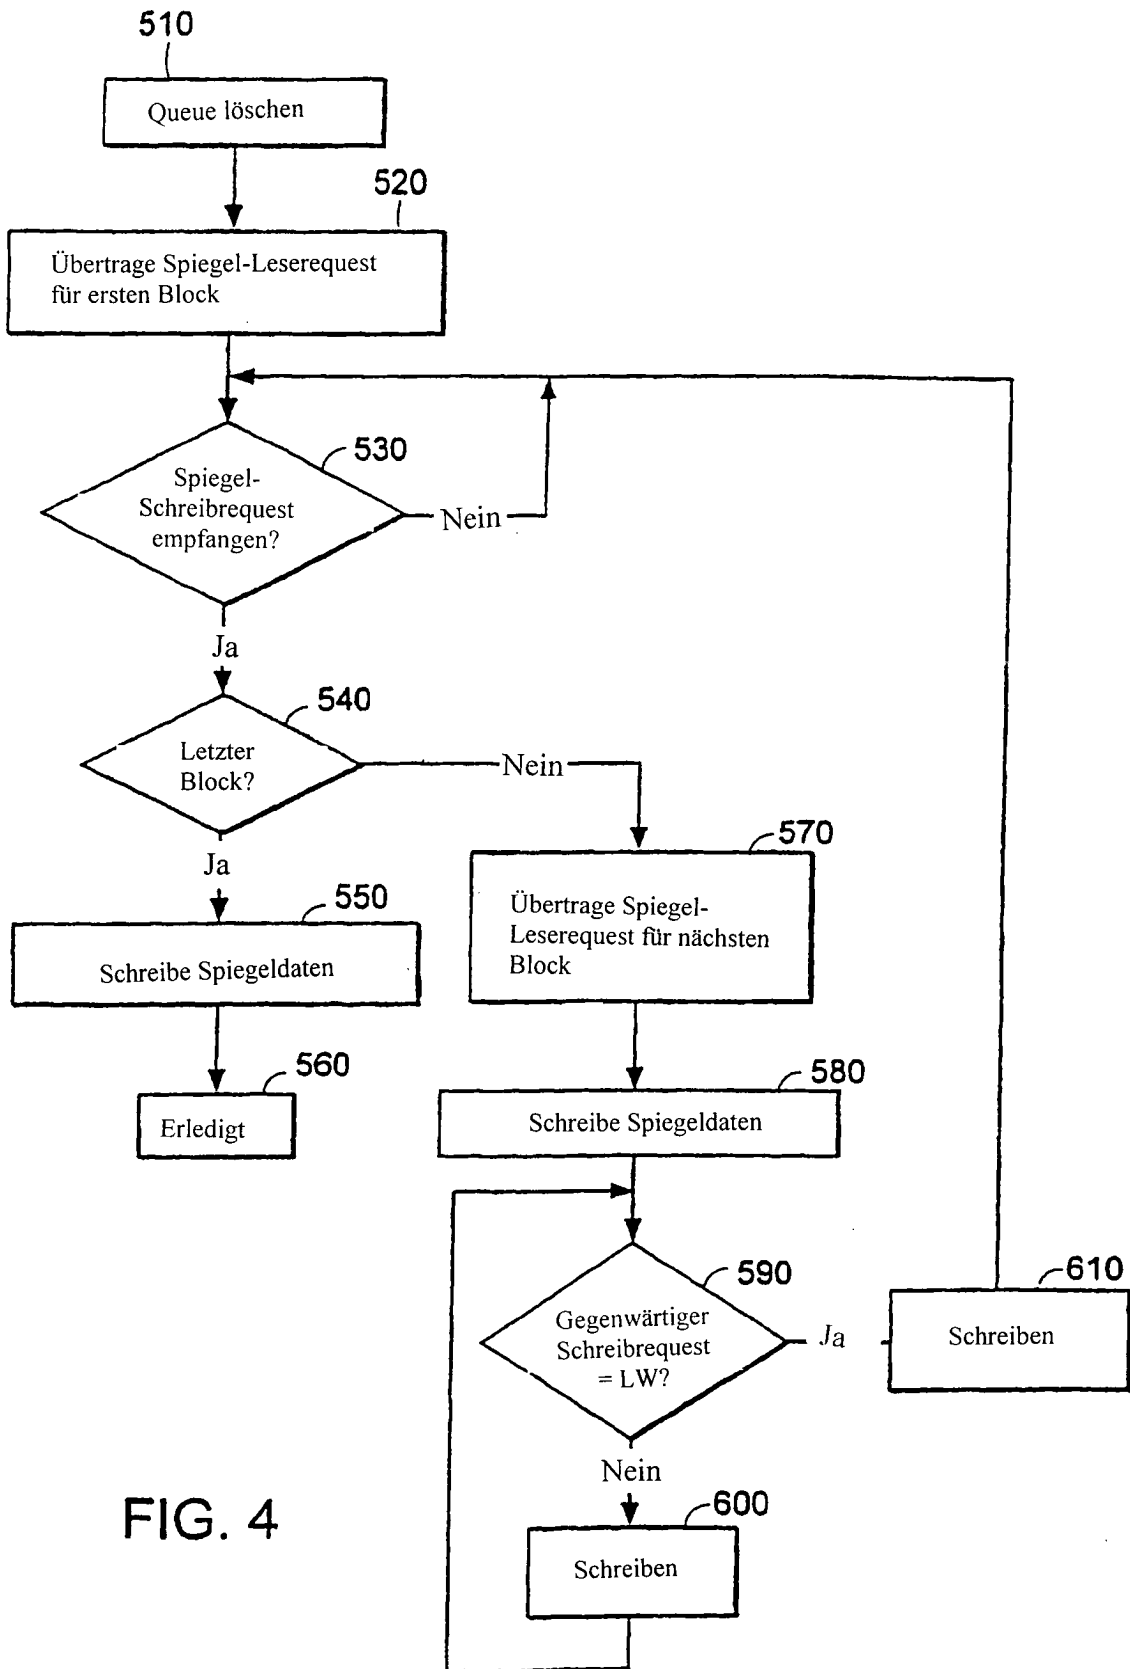 510
Queue löschen
520
Übertrage Spiegel-Leserequest
für ersten Block
530
Spiegel-
Schreibrequest
empfangen?
Nein
Ja
540
Letzter
Block?
Nein
Ja
550
Schreibe Spiegeldaten
560
Erledigt
570
Übertrage Spiegel-
Leserequest für nächsten
Block
580
Schreibe Spiegeldaten
590
Gegenwärtiger
Schreibrequest
= LW?
Ja
610
Schreiben
Nein
600
Schreiben
FIG. 4